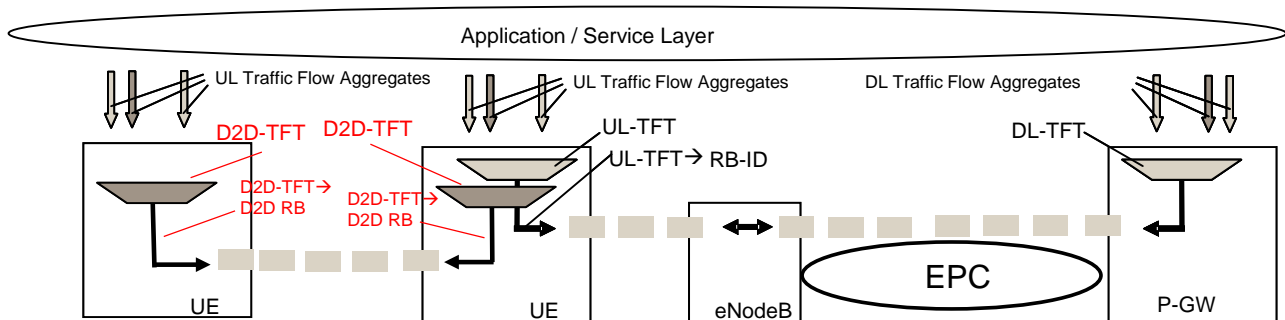 Application / Service Layer
UL Traffic Flow Aggregates
UL Traffic Flow Aggregates
DL Traffic Flow Aggregates
D2D-TFT
D2D-TFT
UL-TFT
DL-TFT
UL-TFT→ RB-ID
D2D-TFT→
D2D RB
D2D-TFT→
D2D RB
EPC
UE
UE
eNodeB
P-GW